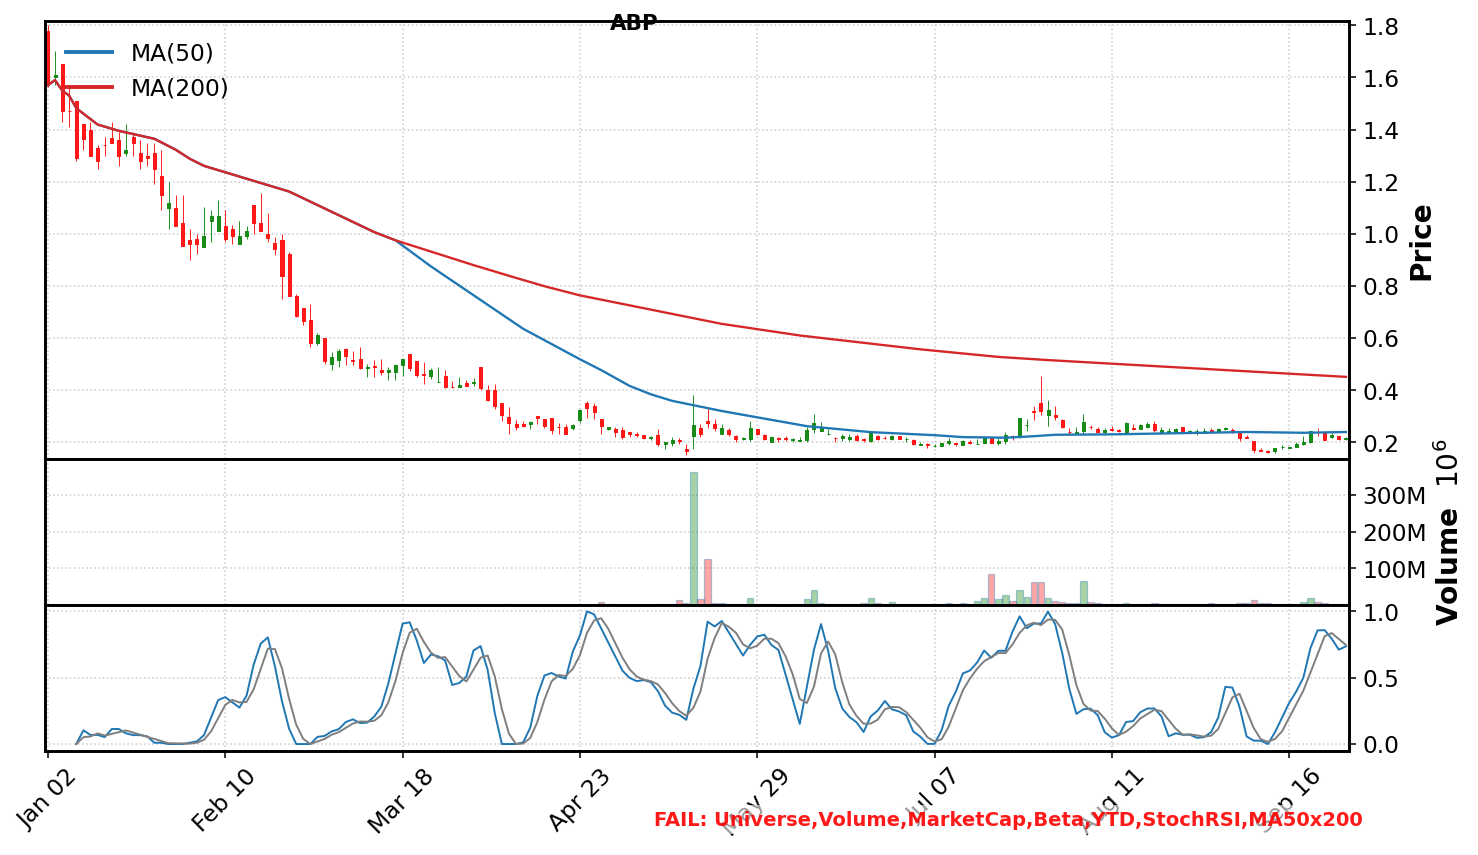 ABP
MA(50)
MA(200)
1.8
1.6
1.4
1.2
1.0
0.8
0.6
0.4
0.2
Price
300M
200M
100M
Volume 10^6
1.0
0.5
0.0
Jan 02
Feb 10
Mar 18
Apr 23
May 29
Jul 07
Aug 11
Sep 16
FAIL: Universe,Volume,MarketCap,Beta,YTD,StochRSI,MA50x200